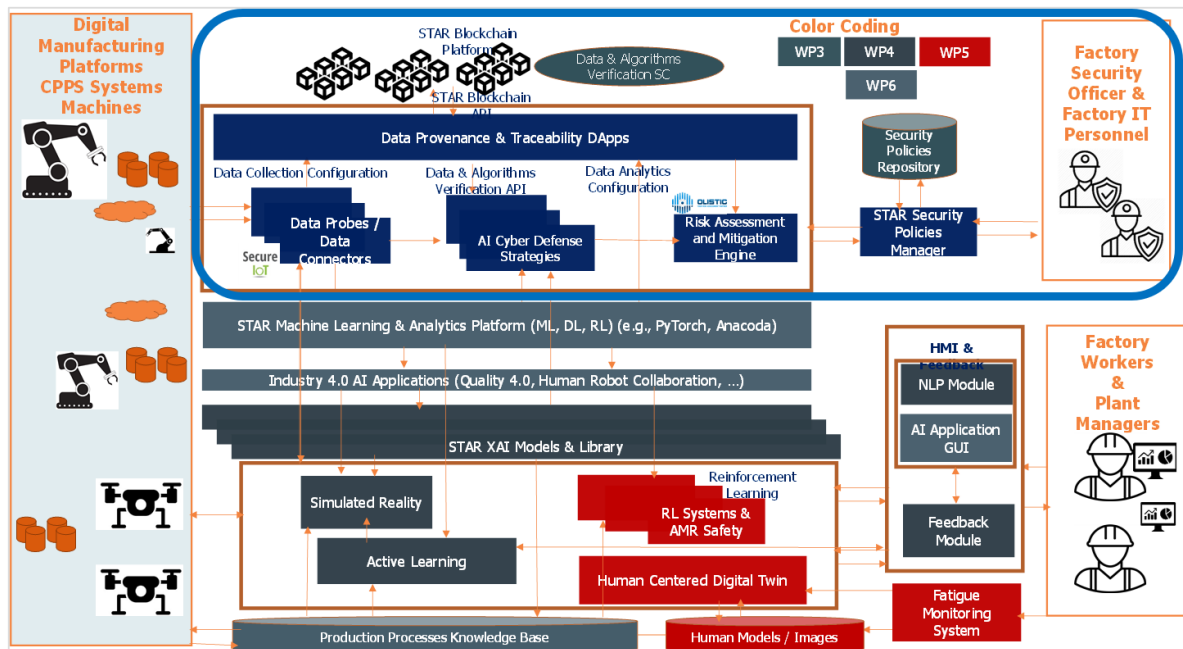 Digital
Manufacturing
Platforms
CPPS Systems
Machines
STAR Blockchain
Platform
STAR Blockchain
API
Data & Algorithms
Verification SC
Color Coding
WP3
WP4
WP5
WP6
Factory
Security
Officer &
Factory IT
Personnel
Data Provenance & Traceability DApps
Security
Policies
Repository
Data Collection Configuration
Data & Algorithms
Verification API
Data Analytics
Configuration
OLISTIC
Data Probes /
Data
Connectors
Secure
IoT
AI Cyber Defense
Strategies
Risk Assessment
and Mitigation
Engine
STAR Security
Policies
Manager
STAR Machine Learning & Analytics Platform (ML, DL, RL) (e.g., PyTorch, Anacoda)
Industry 4.0 AI Applications (Quality 4.0, Human Robot Collaboration, ...)
STAR XAI Models & Library
HMI &
Feedback
NLP Module
AI Application
GUI
Feedback
Module
Factory
Workers
&
Plant
Managers
Simulated Reality
Active Learning
Reinforcement
Learning
RL Systems &
AMR Safety
Human Centered Digital Twin
Fatigue
Monitoring
System
Production Processes Knowledge Base
Human Models / Images